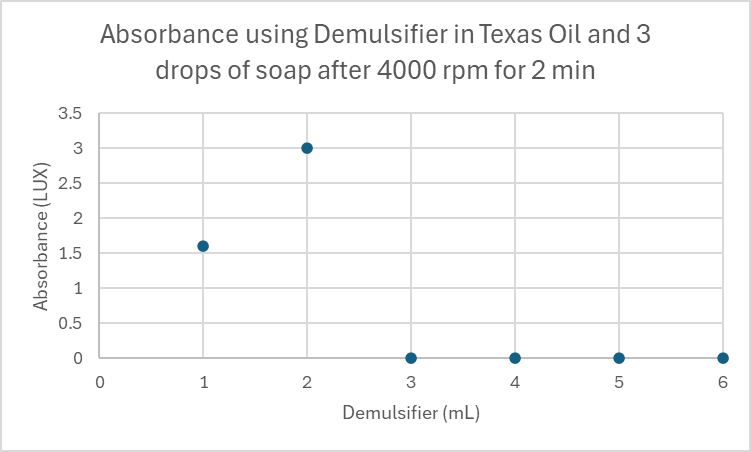 Absorbance using Demulsifier in Texas Oil and 3
drops of soap after 4000 rpm for 2 min
3.5
3
2.5
2
1.5
1
0.5
0
Absorbance (LUX)
0 1 2 3 4 5 6
Demulsifier (mL)